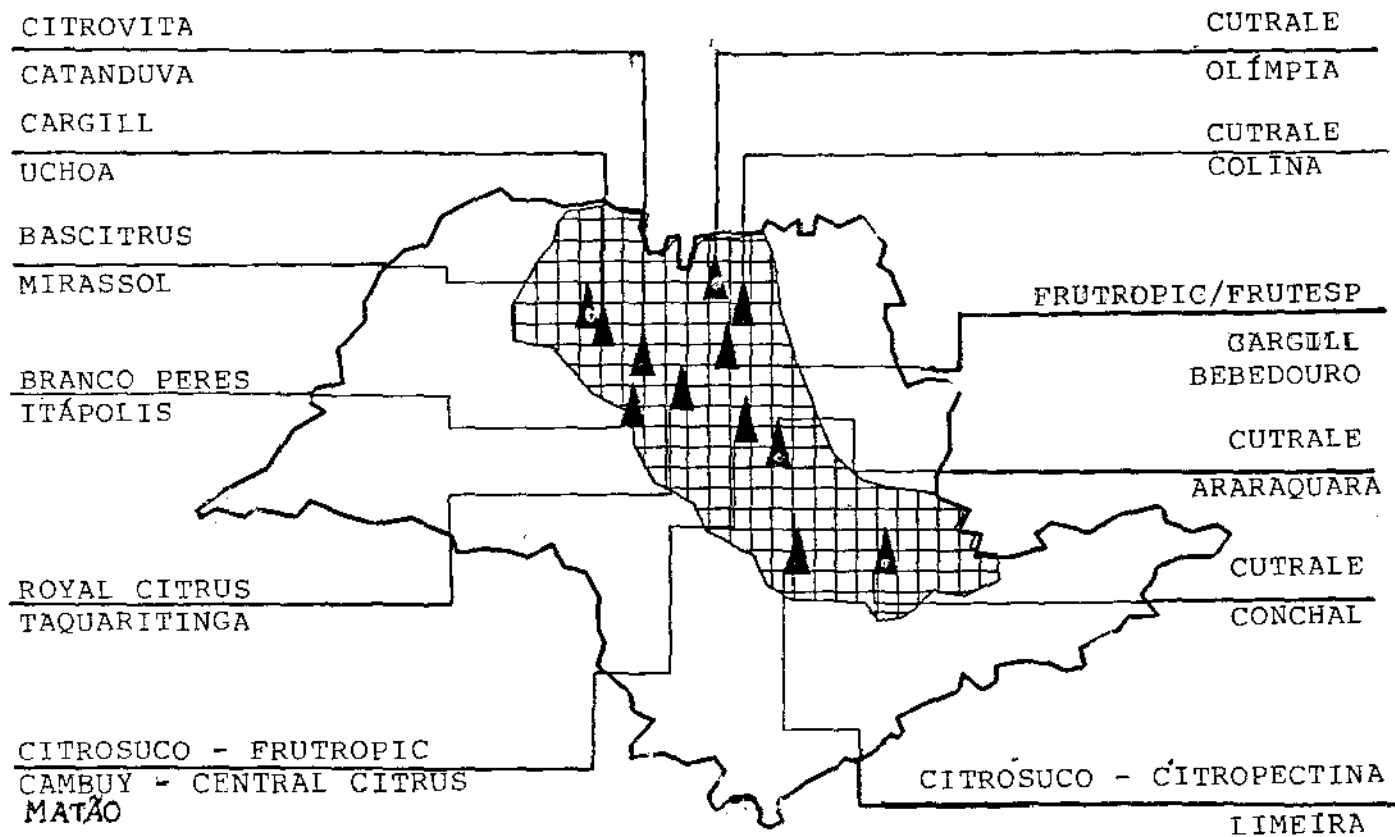 CITROVITA
CATANDUVA
CARGILL
UCHOA
BASCITRUS
MIRASSOL
BRANCO PERES
ITÁPOLIS
ROYAL CITRUS
TAQUARITINGA
CITROSUCO - FRUTROPIC
CAMBUY - CENTRAL CITRUS
MATÃO
CUTRALE
OLÍMPIA
CUTRALE
COLINA
FRUTROPIC/FRUTESP
CARGILL
BEBEDOURO
CUTRALE
ARARAQUARA
CUTRALE
CONCHAL
CITROSUCO - CITROPECTINA
LIMEIRA